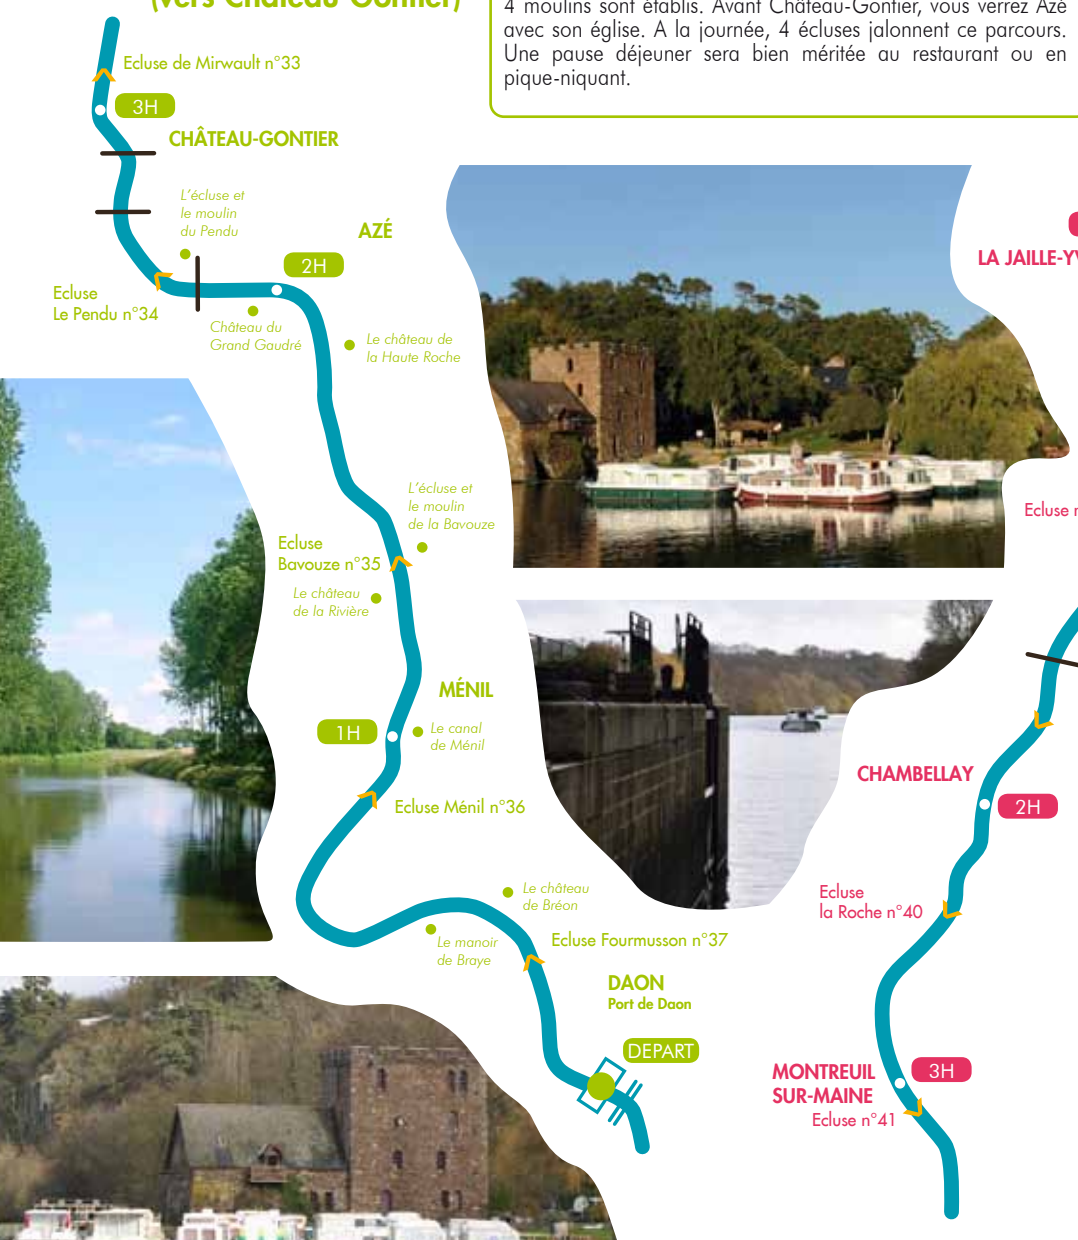 (vers Château-Gontier)
4 moulins sont établis. Avant Château-Gontier, vous verrez Azé
avec son église. A la journée, 4 écluses jalonnent ce parcours.
Une pause déjeuner sera bien méritée au restaurant ou en
pique-niquant.
Ecluse de Mirwault n°33
3H
CHÂTEAU-GONTIER
L'écluse et
le moulin
du Pendu
AZÉ
2H
Ecluse
Le Pendu n°34
Château du
Grand Gaudré
Le château de
la Haute Roche
L'écluse et
le moulin
de la Bavouze
Ecluse
Bavouze n°35
Le château
de la Rivière
MÉNIL
1H
Le canal
de Ménil
Ecluse Ménil n°36
Le château
de Bréon
Le manoir
de Braye
Ecluse Fourmusson n°37
DAON
Port de Daon
DEPART
LA JAILLE-YV
Ecluse n
CHAMBELLAY
2H
Ecluse
la Roche n°40
MONTREUIL
SUR-MAINE
3H
Ecluse n°41